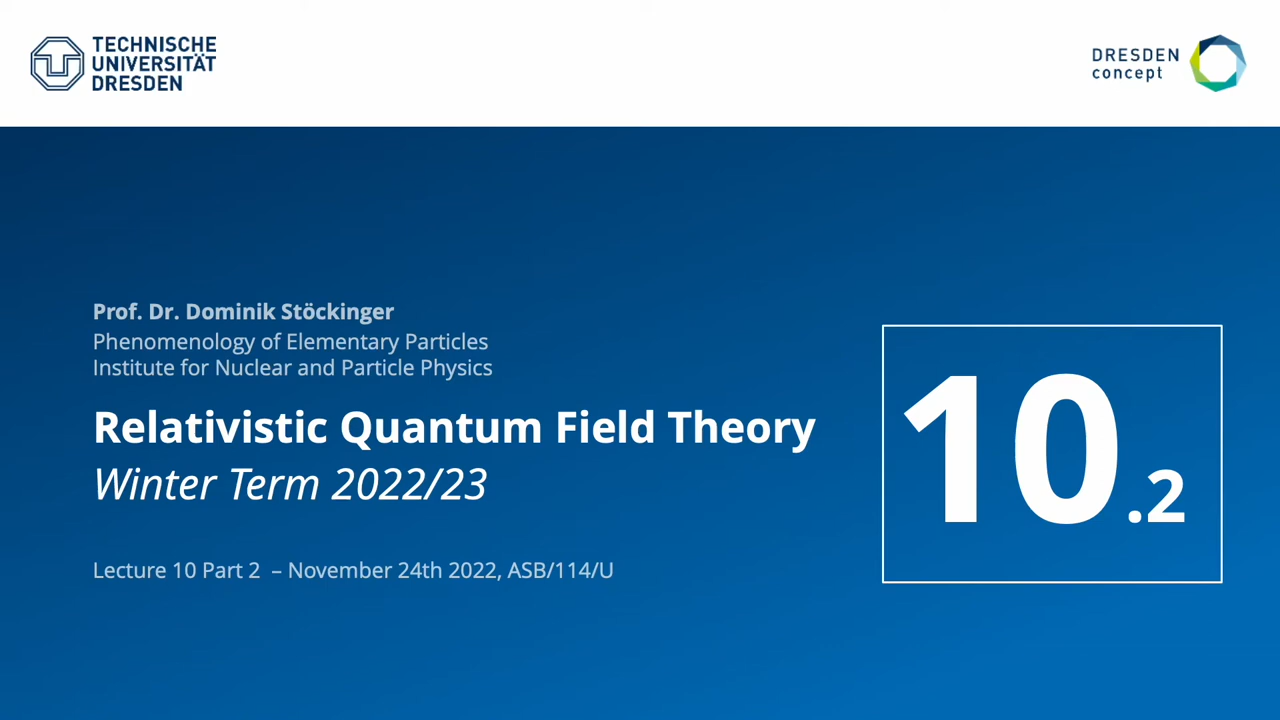 TECHNISCHE
UNIVERSITÄT
DRESDEN
DRESDEN
concept
Prof. Dr. Dominik Stöckinger
Phenomenology of Elementary Particles
Institute for Nuclear and Particle Physics
Relativistic Quantum Field Theory
Winter Term 2022/23
10.2
Lecture 10 Part 2 – November 24th 2022, ASB/114/U